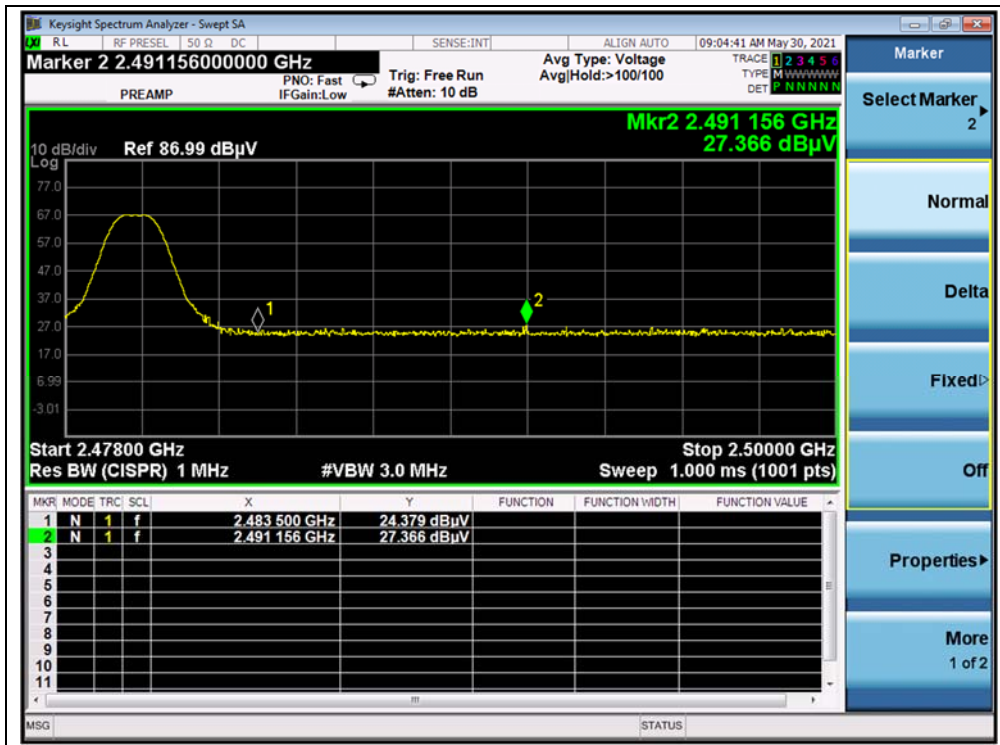 Keysight Spectrum Analyzer - Swept SA
LXI RL RF PRESEL 50 Ω DC SENSE:INT ALIGN AUTO 09:04:41 AM May 30, 2021
Marker 2 2.491156000000 GHz
PREAMP
PNO: Fast
IFGain:Low
Trig: Free Run
#Atten: 10 dB
Avg Type: Voltage
Avg|Hold:>100/100
TRACE 1 2 3 4 5 6
TYPE M WWWWW
DET P N N N N N
Mkr2 2.491 156 GHz
27.366 dBµV
10 dB/div Ref 86.99 dBµV
Log
77.0
67.0
57.0
47.0
37.0
27.0
17.0
6.99
-3.01
1
2
Start 2.47800 GHz Stop 2.50000 GHz
Res BW (CISPR) 1 MHz #VBW 3.0 MHz Sweep 1.000 ms (1001 pts)
MKR MODE TRC SCL X Y FUNCTION FUNCTION WIDTH FUNCTION VALUE
1 N 1 f 2.483 500 GHz 24.379 dBµV
2 N 1 f 2.491 156 GHz 27.366 dBµV
3
4
5
6
7
8
9
10
11
MSG STATUS
Marker
Select Marker
2
Normal
Delta
Fixed
Off
Properties
More
1 of 2